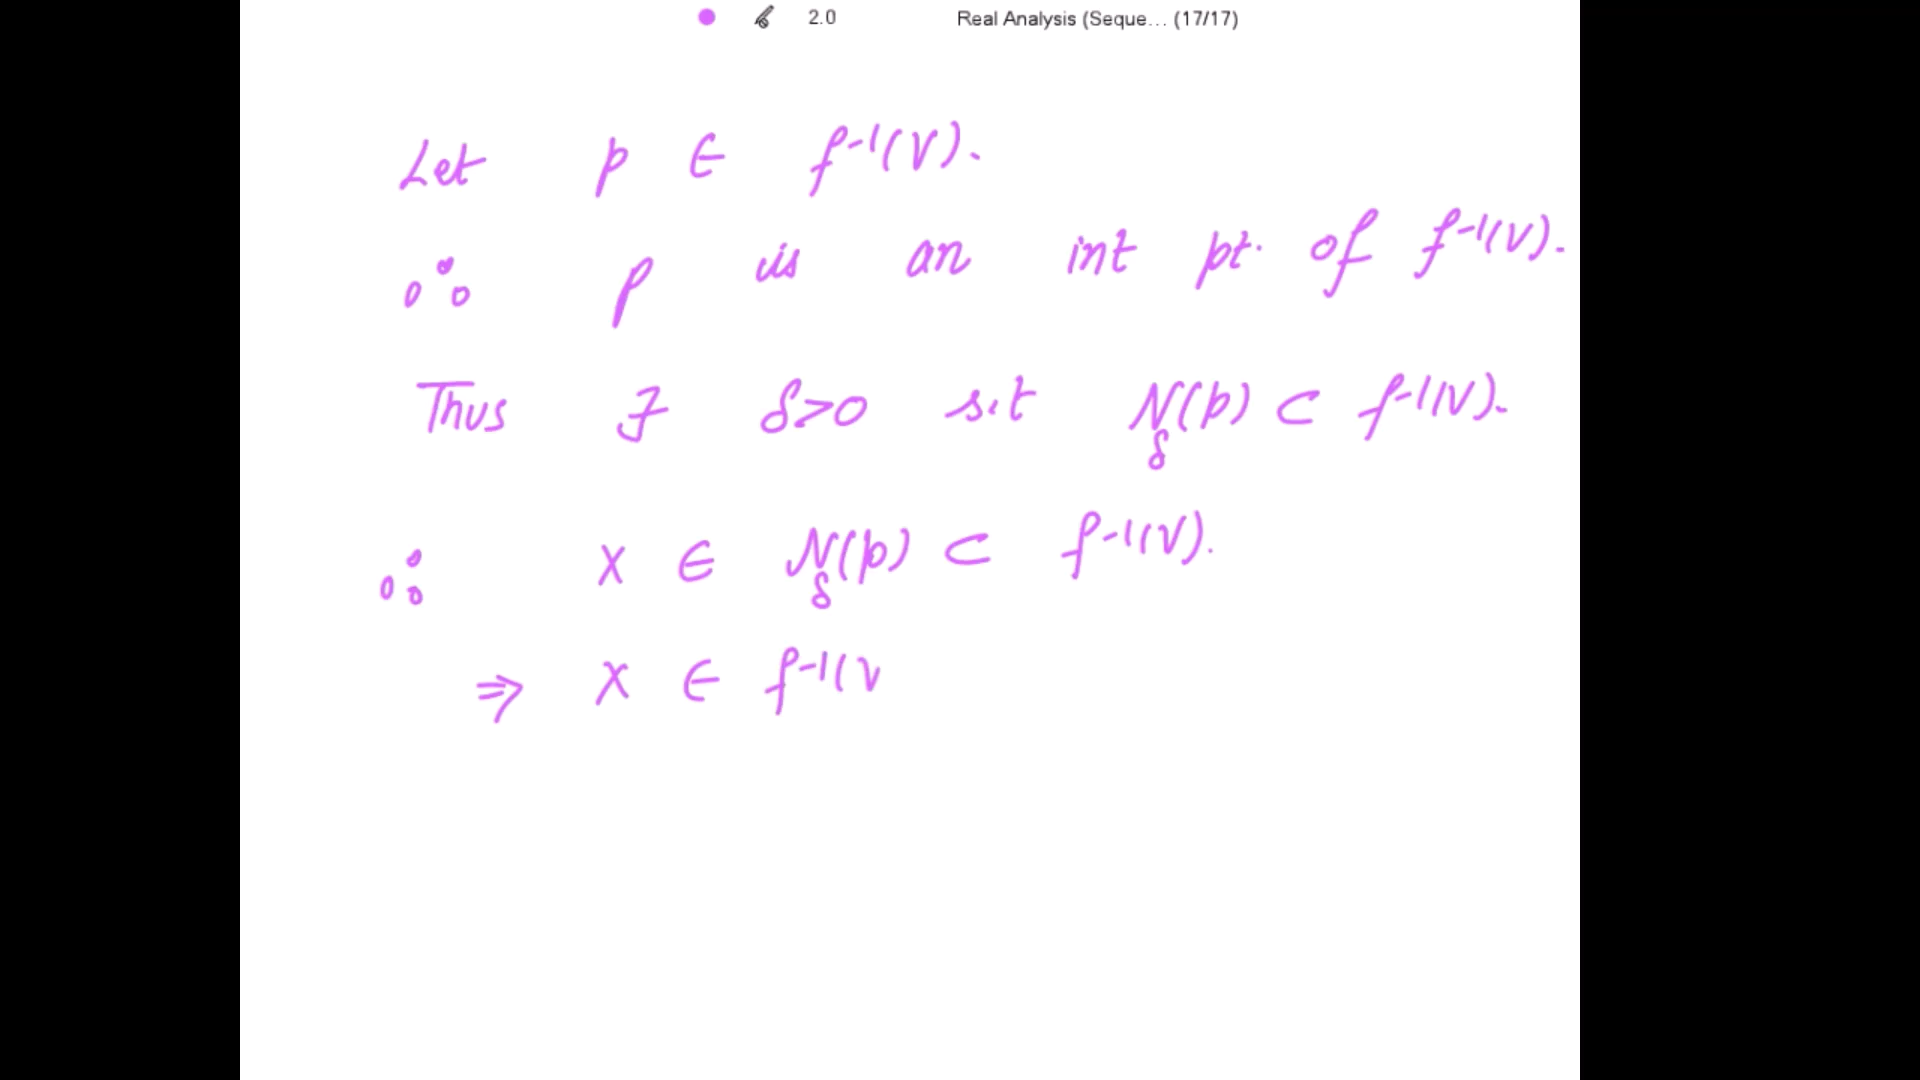 2.0 Real Analysis (Seque... (17/17)
Let p ∈ f⁻¹(V).
∴ p is an int pt. of f⁻¹(V).
Thus ∃ δ>0 s.t N_δ(p) ⊂ f⁻¹(V).
∴ x ∈ N_δ(p) ⊂ f⁻¹(V).
⇒ x ∈ f⁻¹(V